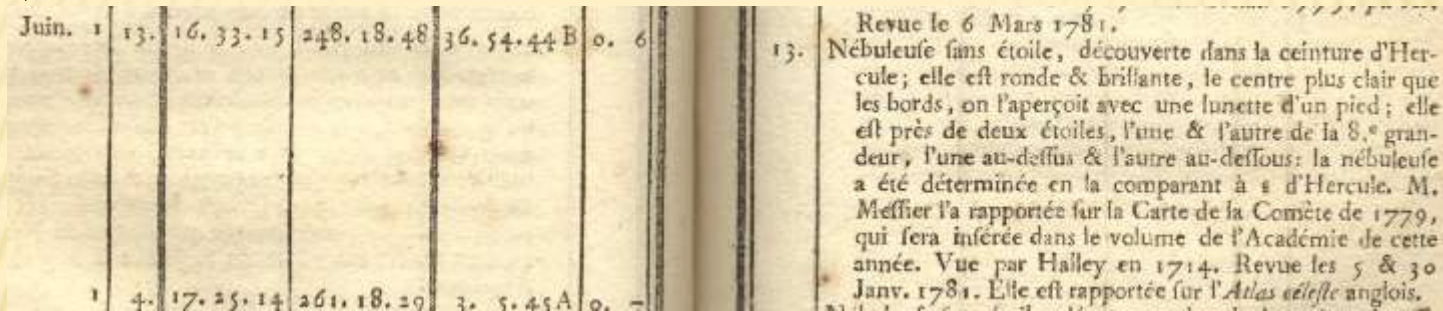 Juin. 1 13. 16. 33. 15 248. 18. 48 36. 54. 44 B 0. 6
1 4. 17. 25. 14 261. 18. 29 3. 5. 45 A 0. 7
Revue le 6 Mars 1781.
13. Nébuleuſe ſans étoile, découverte dans la ceinture d'Her-
cule; elle eſt ronde & brillante, le centre plus clair que
les bords, on l'aperçoit avec une lunette d'un pied; elle
eſt près de deux étoiles, l'une & l'autre de la 8.e gran-
deur, l'une au-deſſus & l'autre au-deſſous: la nébuleuſe
a été déterminée en la comparant à ε d'Hercule. M.
Meſſier l'a rapportée ſur la Carte de la Comète de 1779,
qui ſera inſérée dans le volume de l'Académie de cette
année. Vue par Halley en 1714. Revue les 5 & 30
Janv. 1781. Elle eſt rapportée ſur l'Atlas céleſte anglois.